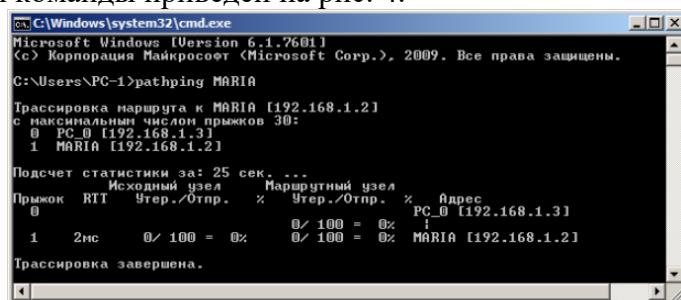 команды приведен на рис. 4.
C:\Windows\system32\cmd.exe
Microsoft Windows [Version 6.1.7601]
(c) Корпорация Майкрософт (Microsoft Corp.), 2009. Все права защищены.
C:\Users\PC-1>pathping MARIA
Трассировка маршрута к MARIA [192.168.1.2]
с максимальным числом прыжков 30:
0 PC_0 [192.168.1.3]
1 MARIA [192.168.1.2]
Подсчет статистики за: 25 сек. ...
Исходный узел Маршрутный узел
Прыжок RTT Утер./Отпр. % Утер./Отпр. % Адрес
0 PC_0 [192.168.1.3]
0/ 100 = 0% |
1 2мс 0/ 100 = 0% 0/ 100 = 0% MARIA [192.168.1.2]
Трассировка завершена.